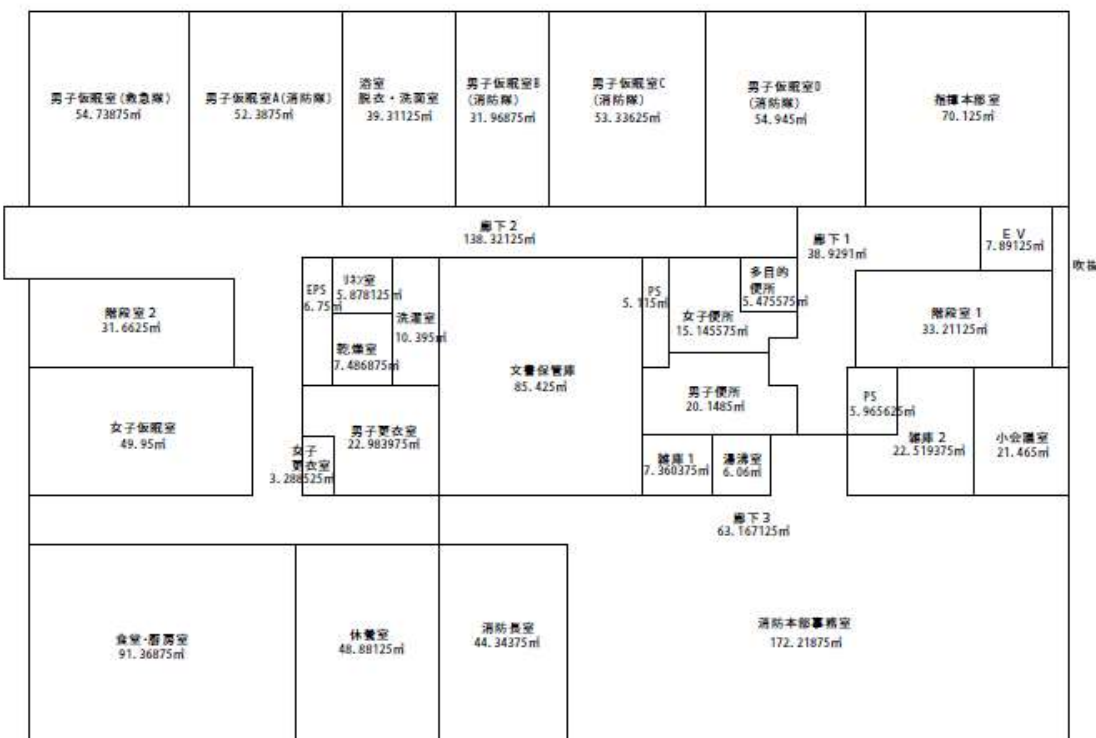 男子仮眠室(救急隊)
54.73875㎡
男子仮眠室A(消防隊)
52.3875㎡
浴室
脱衣・洗面室
39.31125㎡
男子仮眠室B
(消防隊)
31.96875㎡
男子仮眠室C
(消防隊)
53.33625㎡
男子仮眠室D
(消防隊)
54.945㎡
指揮本部室
70.125㎡
廊下2
138.32125㎡
廊下1
38.9291㎡
EV
7.89125㎡
吹抜
EPS
6.75㎡
リネン室
5.878125㎡
洗濯室
10.395㎡
乾燥室
7.486875㎡
PS
5.115㎡
多目的
便所
5.475575㎡
女子便所
15.145575㎡
階段室2
31.6625㎡
階段室1
33.21125㎡
文書保管庫
85.425㎡
男子便所
20.1485㎡
PS
5.965625㎡
女子仮眠室
49.95㎡
男子更衣室
22.983975㎡
女子
更衣室
3.288525㎡
雑庫1
7.360375㎡
湯沸室
6.06㎡
雑庫2
22.519375㎡
小会議室
21.465㎡
廊下3
63.167125㎡
食堂・厨房室
91.36875㎡
休養室
48.88125㎡
消防長室
44.34375㎡
消防本部事務室
172.21875㎡